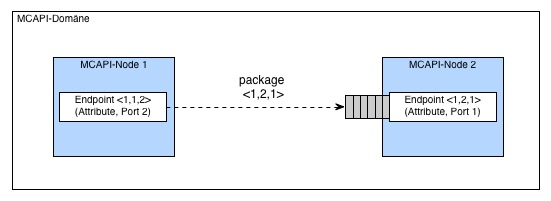 MCAPI-Domäne
MCAPI-Node 1
Endpoint <1,1,2>
(Attribute, Port 2)
package
<1,2,1>
MCAPI-Node 2
Endpoint <1,2,1>
(Attribute, Port 1)